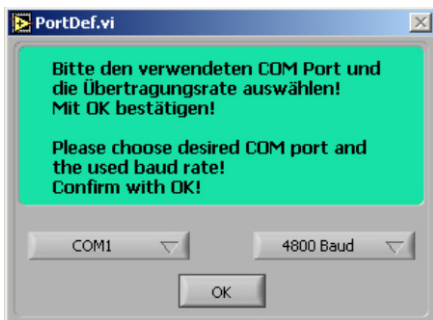 PortDef.vi
Bitte den verwendeten COM Port und
die Übertragungsrate auswählen!
Mit OK bestätigen!
Please choose desired COM port and
the used baud rate!
Confirm with OK!
COM1
4800 Baud
OK